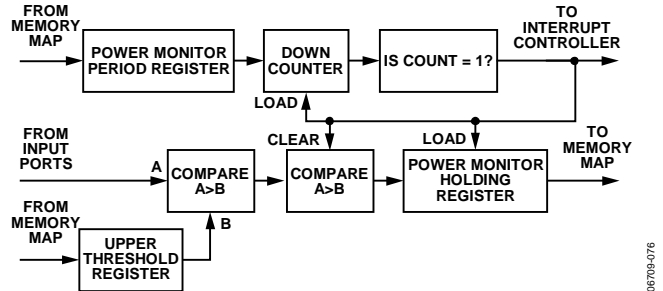 FROM
MEMORY
MAP
POWER MONITOR
PERIOD REGISTER
DOWN
COUNTER
IS COUNT = 1?
TO
INTERRUPT
CONTROLLER
LOAD
CLEAR
LOAD
FROM
INPUT
PORTS
A
COMPARE
A>B
COMPARE
A>B
POWER MONITOR
HOLDING
REGISTER
TO
MEMORY
MAP
FROM
MEMORY
MAP
B
UPPER
THRESHOLD
REGISTER
06709-076